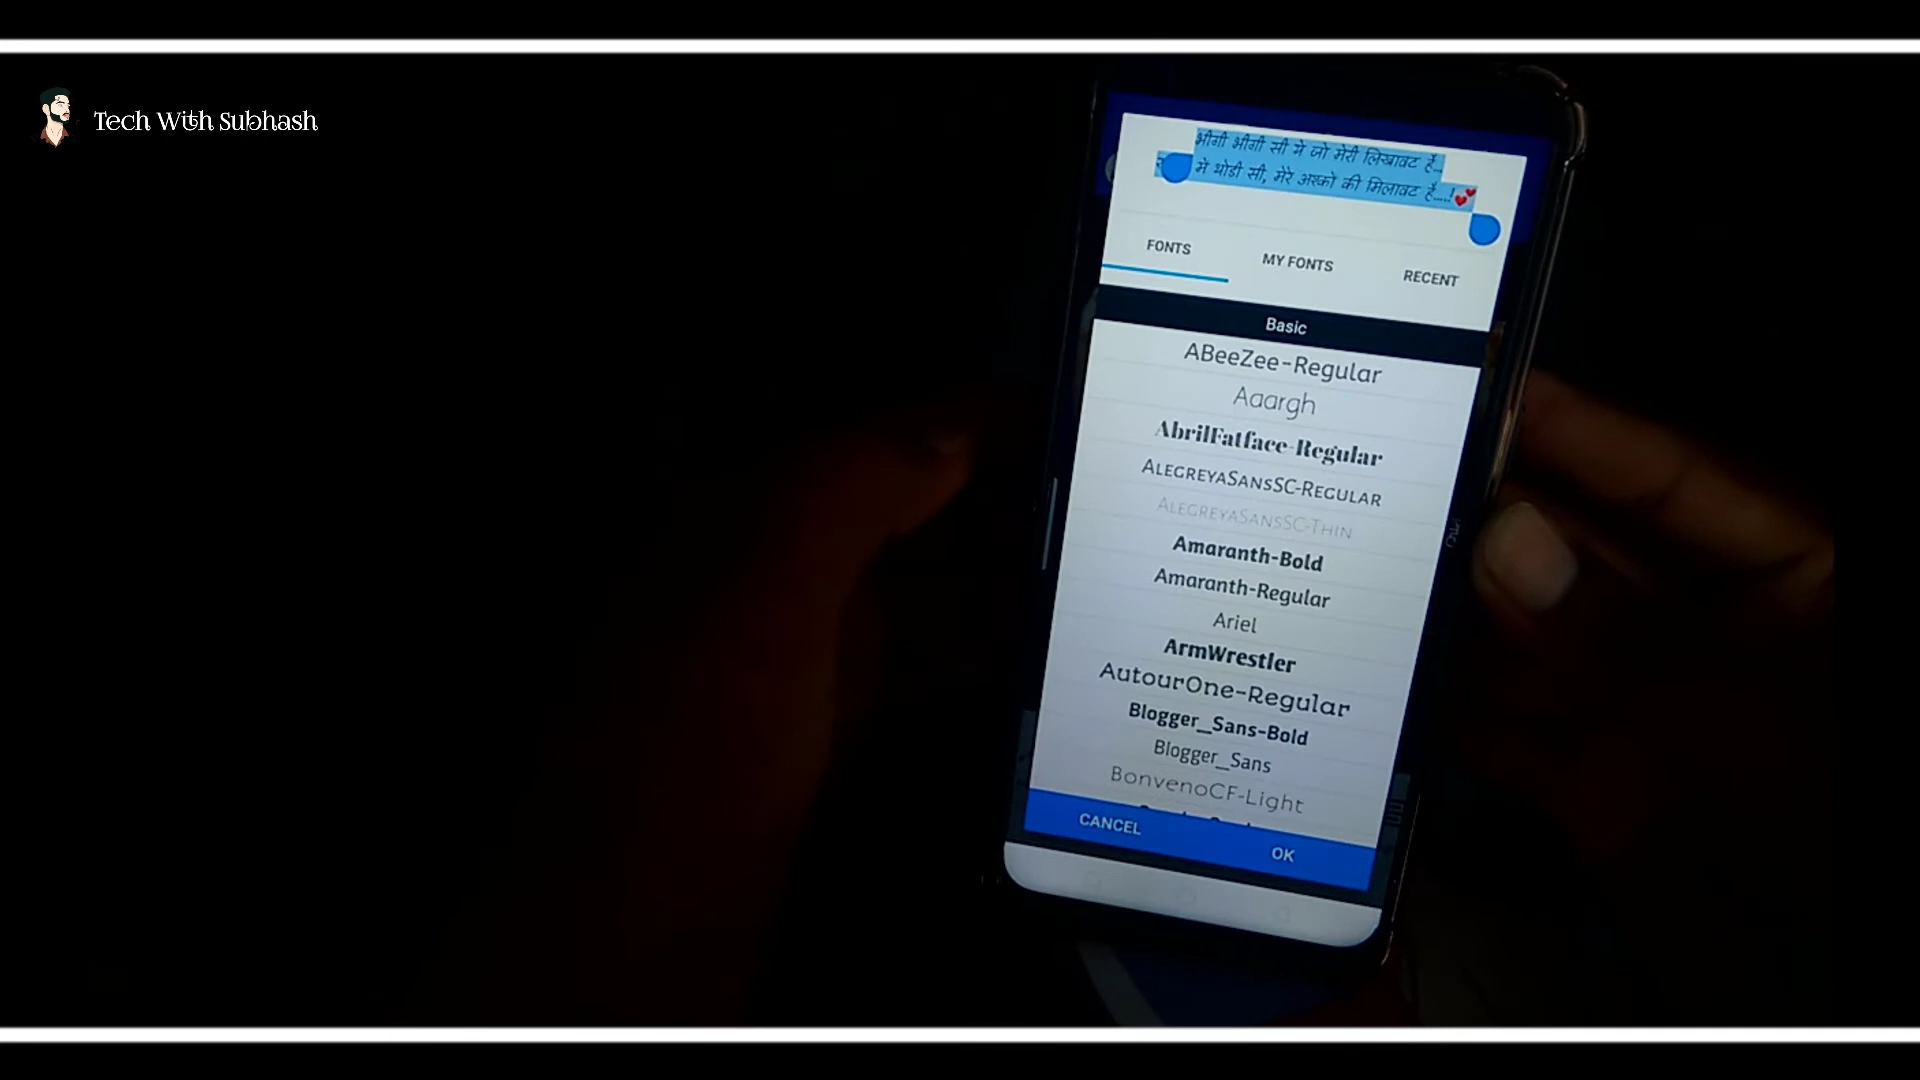 Tech With Subhash
भीगी भीगी सी ये जो मेरी लिखावट है..
मे थोडी सी, मेरे अश्को की मिलावट है....!💕
FONTS
MY FONTS
RECENT
Basic
ABeeZee-Regular
Aaargh
AbrilFatface-Regular
AlegreyaSansSC-Regular
AlegreyaSansSC-Thin
Amaranth-Bold
Amaranth-Regular
Ariel
ArmWrestler
AutourOne-Regular
Blogger_Sans-Bold
Blogger_Sans
BonvenoCF-Light
CANCEL
OK